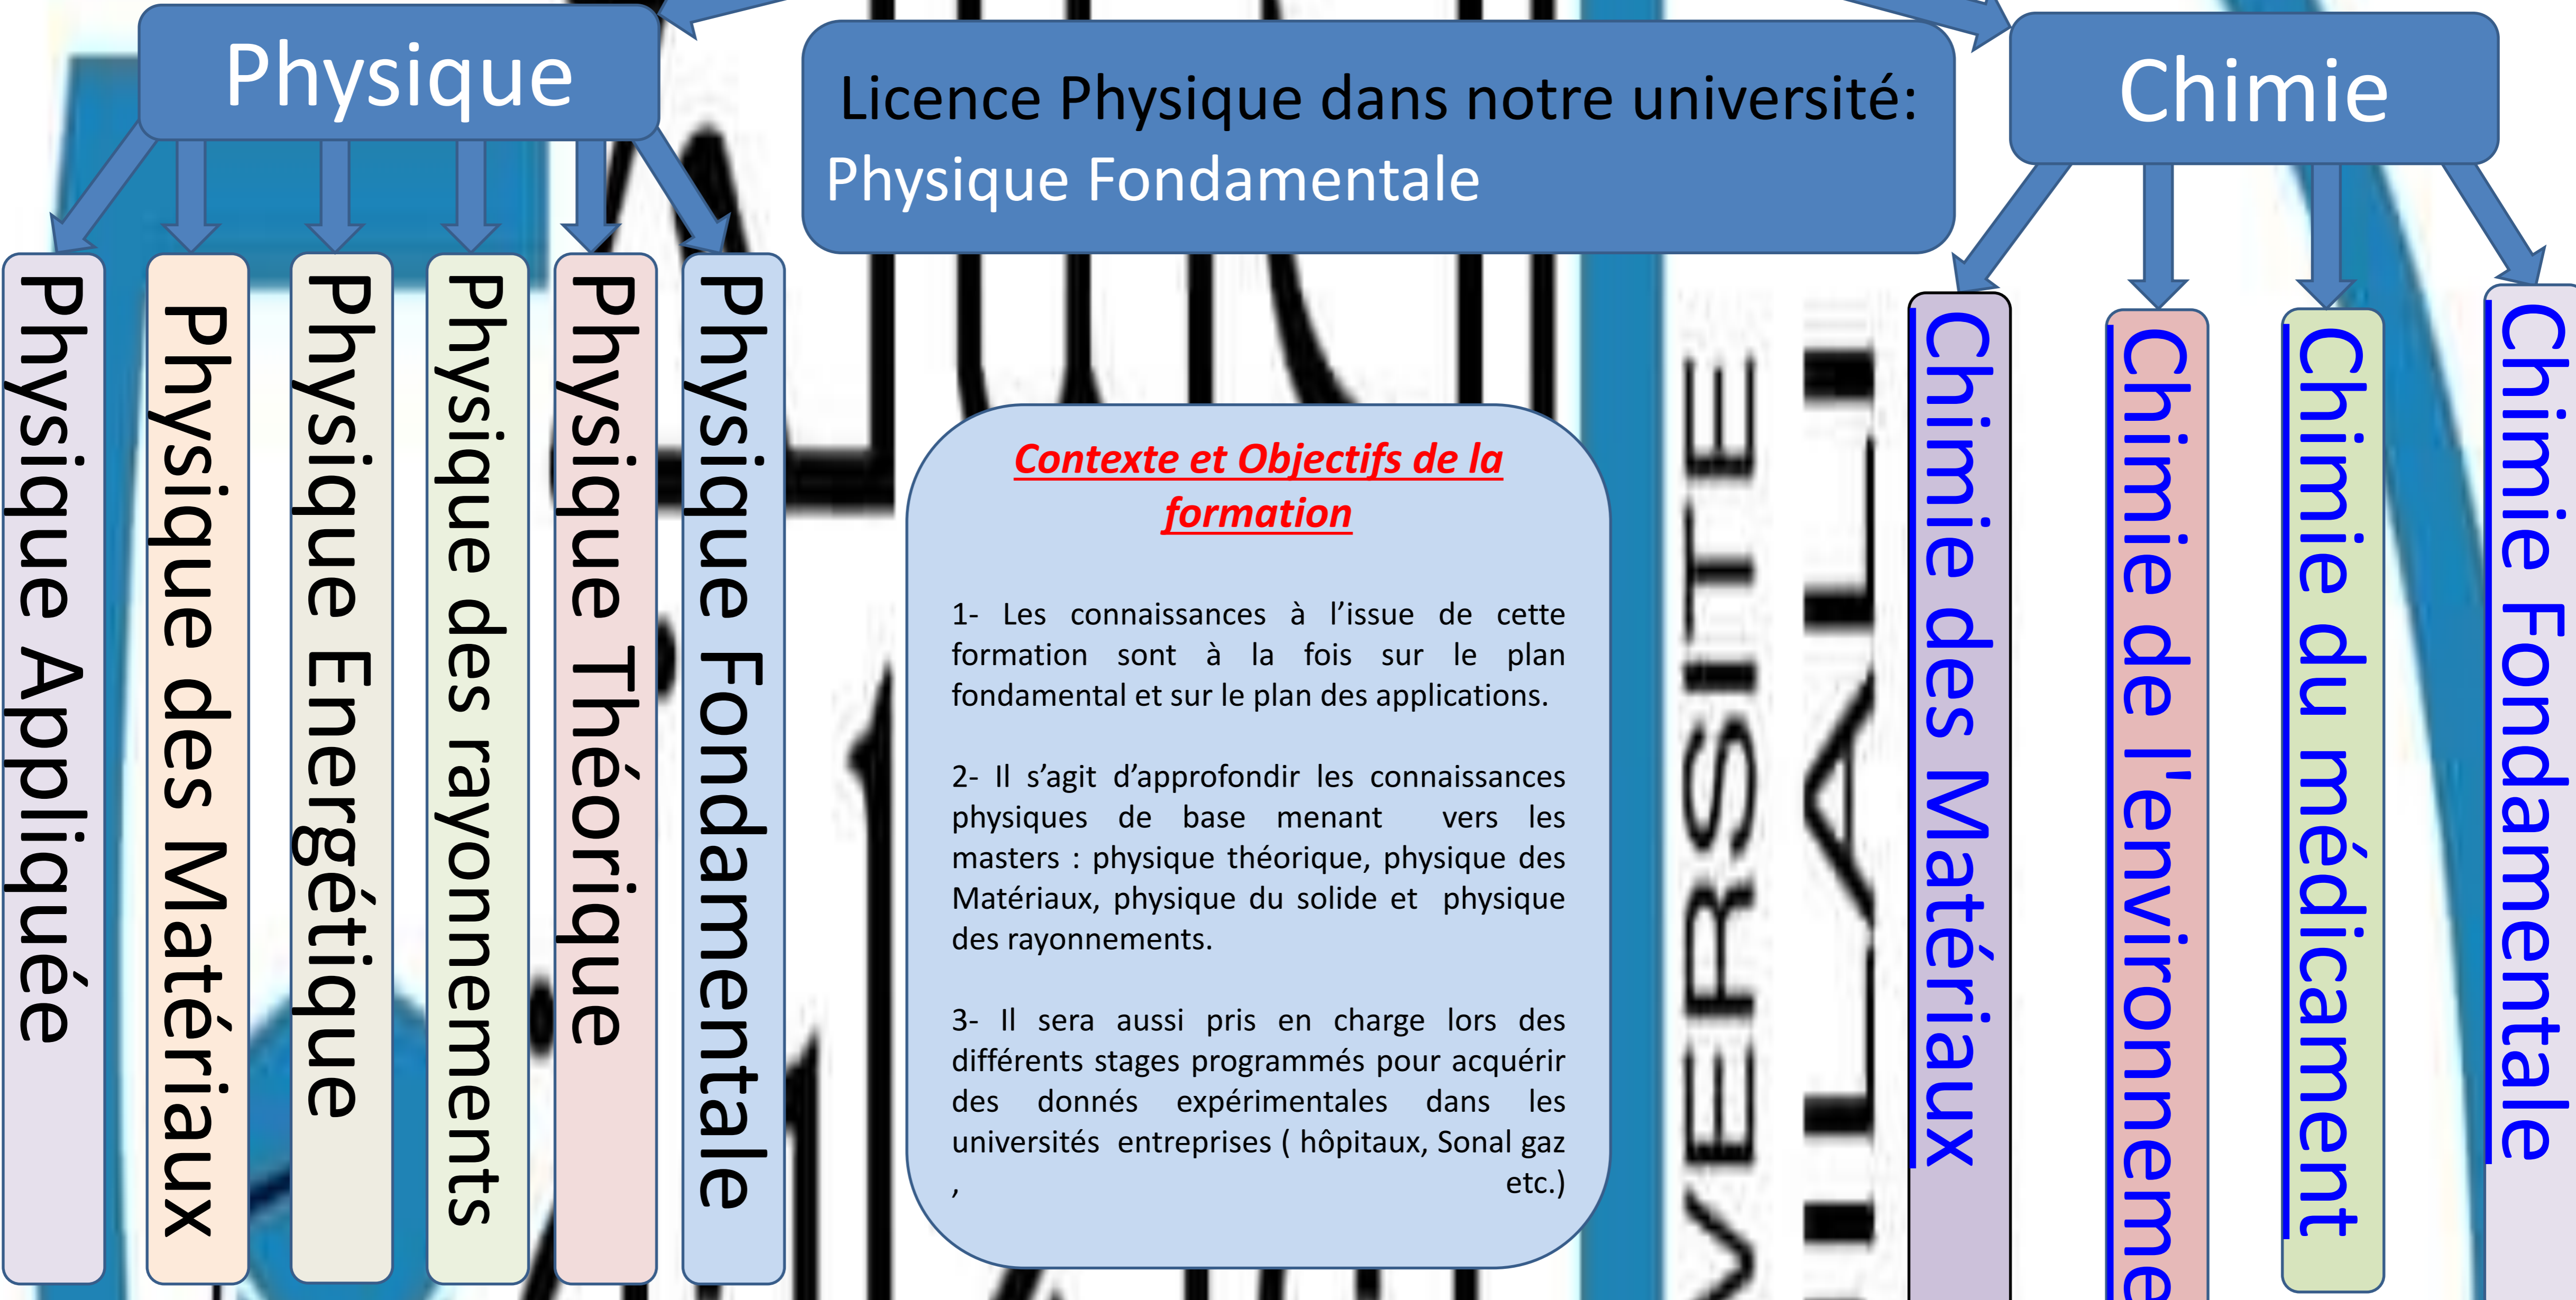 Physique
Licence Physique dans notre université:
Physique Fondamentale
Chimie
Physique Appliquée
Physique des Matériaux
Physique Energétique
Physique des rayonnements
Physique Théorique
Physique Fondamentale
Contexte et Objectifs de la
formation
1- Les connaissances à l’issue de cette
formation sont à la fois sur le plan
fondamental et sur le plan des applications.
2- Il s’agit d’approfondir les connaissances
physiques de base menant vers les
masters : physique théorique, physique des
Matériaux, physique du solide et physique
des rayonnements.
3- Il sera aussi pris en charge lors des
différents stages programmés pour acquérir
des donnés expérimentales dans les
universités entreprises ( hôpitaux, Sonal gaz
, etc.)
Chimie des Matériaux
Chimie de l'environneme
Chimie du médicament
Chimie Fondamentale
VERSITE